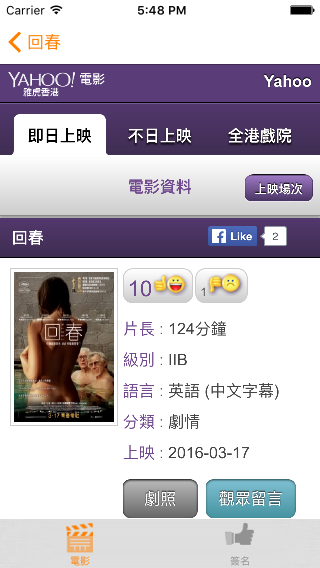 Carrier 5:48 PM
回春
YAHOO! 電影
雅虎香港
Yahoo
即日上映 不日上映 全港戲院
電影資料 上映場次
回春 Like 2
10 1
回春
3·17
片長 : 124分鐘
級別 : IIB
語言 : 英語 (中文字幕)
分類 : 劇情
上映 : 2016-03-17
劇照 觀眾留言
電影 簽名